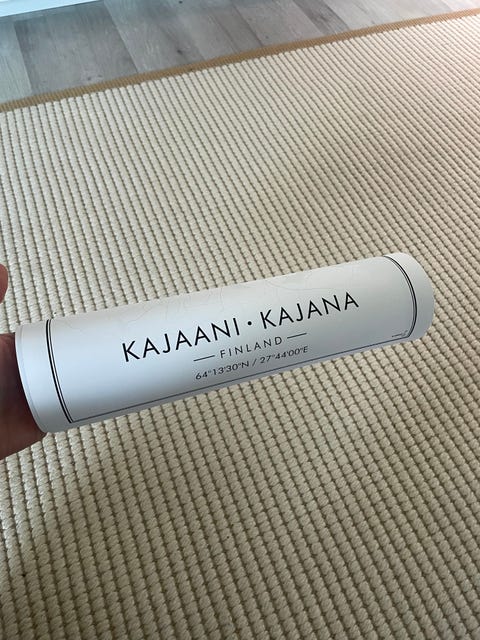 KAJAANI • KAJANA
— FINLAND —
64°13'30"N / 27°44'00"E